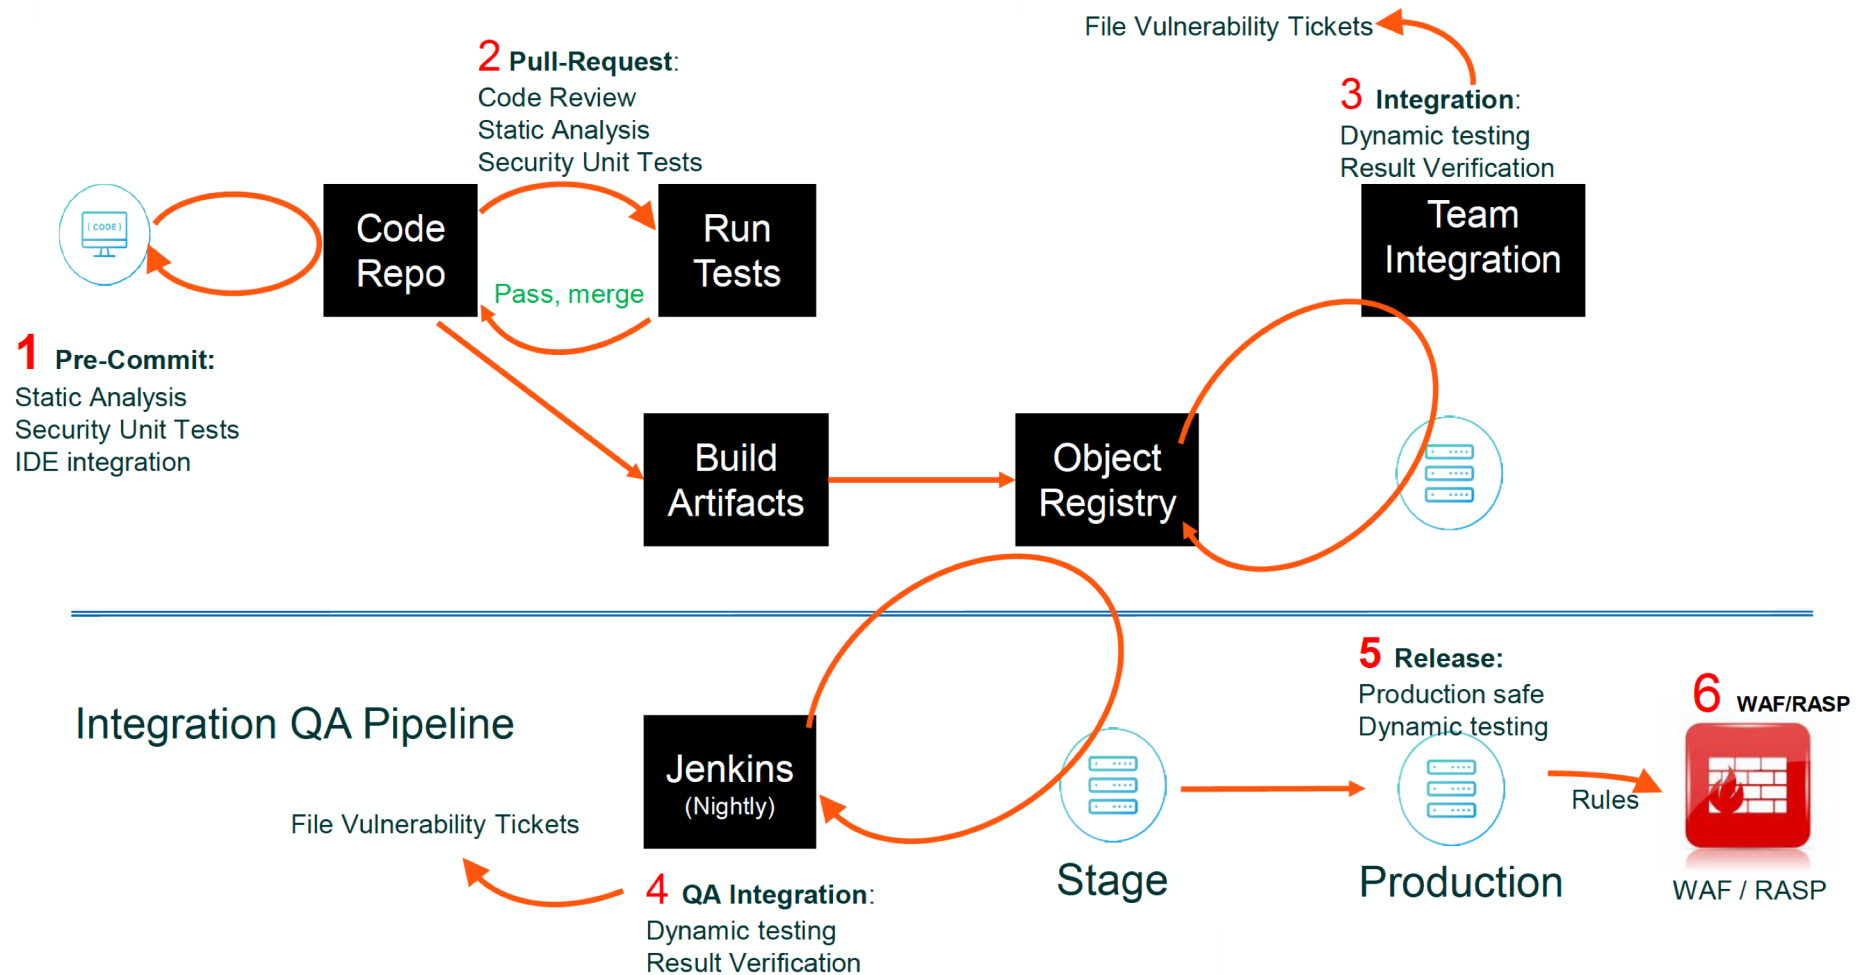 File Vulnerability Tickets
2 Pull-Request:
Code Review
Static Analysis
Security Unit Tests
3 Integration:
Dynamic testing
Result Verification
[CODE]
Code
Repo
Run
Tests
Team
Integration
Pass, merge
1 Pre-Commit:
Static Analysis
Security Unit Tests
IDE integration
Build
Artifacts
Object
Registry
Integration QA Pipeline
5 Release:
Production safe
Dynamic testing
6 WAF/RASP
Jenkins
(Nightly)
Rules
File Vulnerability Tickets
Stage
Production
WAF / RASP
4 QA Integration:
Dynamic testing
Result Verification